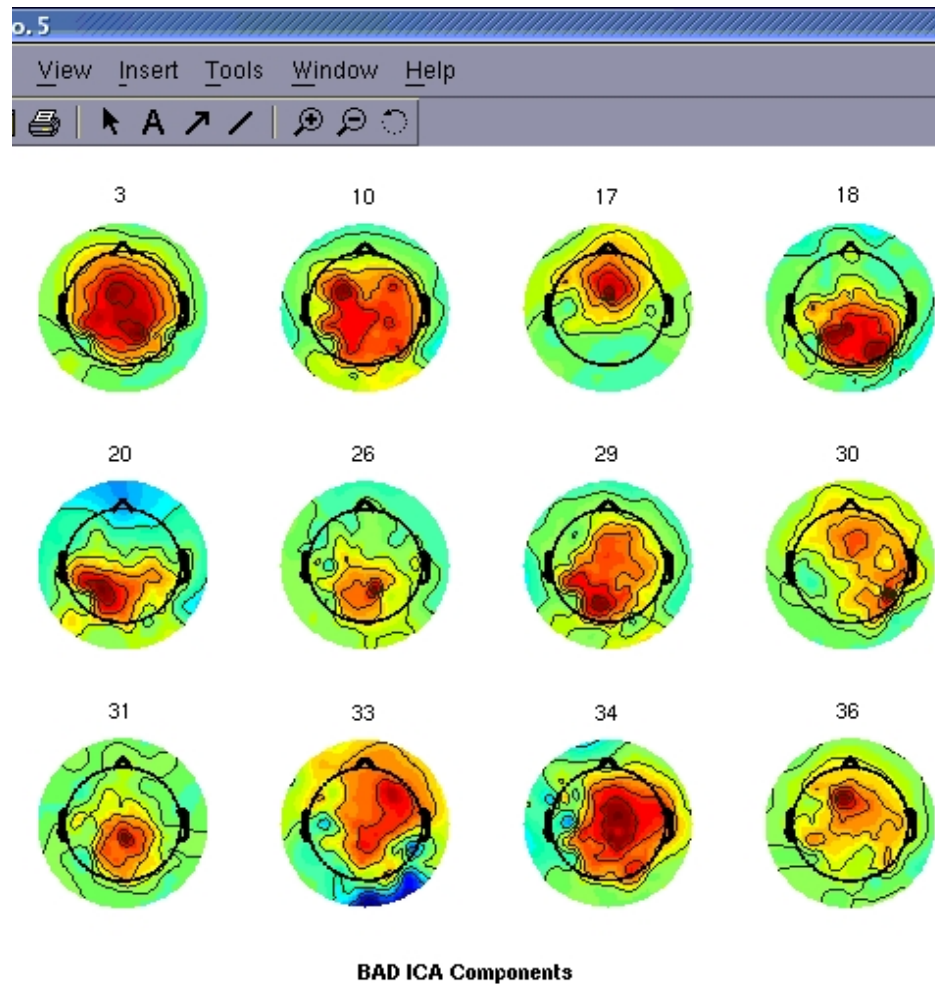 o. 5
View Insert Tools Window Help
A
3 10 17 18
20 26 29 30
31 33 34 36
BAD ICA Components